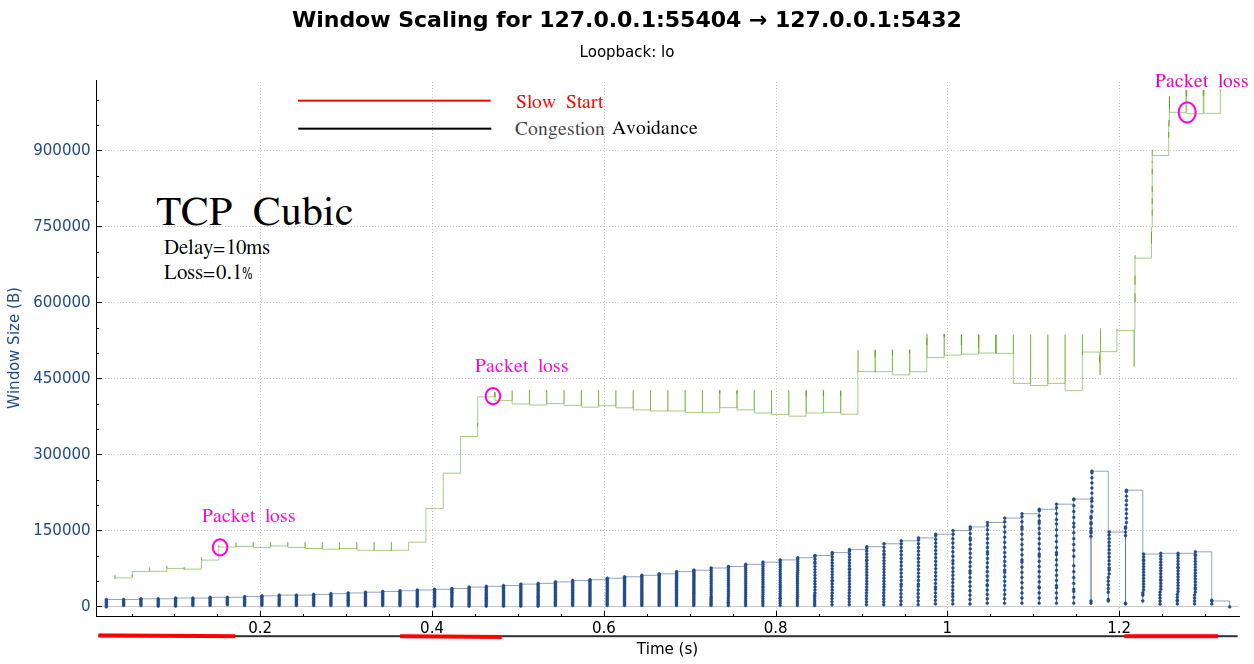 Window Scaling for 127.0.0.1:55404 → 127.0.0.1:5432
Loopback: lo
Packet loss
Slow Start
Congestion Avoidance
900000
TCP Cubic
750000
Delay=10ms
Loss=0.1%
600000
Window Size (B)
Packet loss
450000
300000
Packet loss
150000
0
0.2 0.4 0.6 0.8 1 1.2
Time (s)